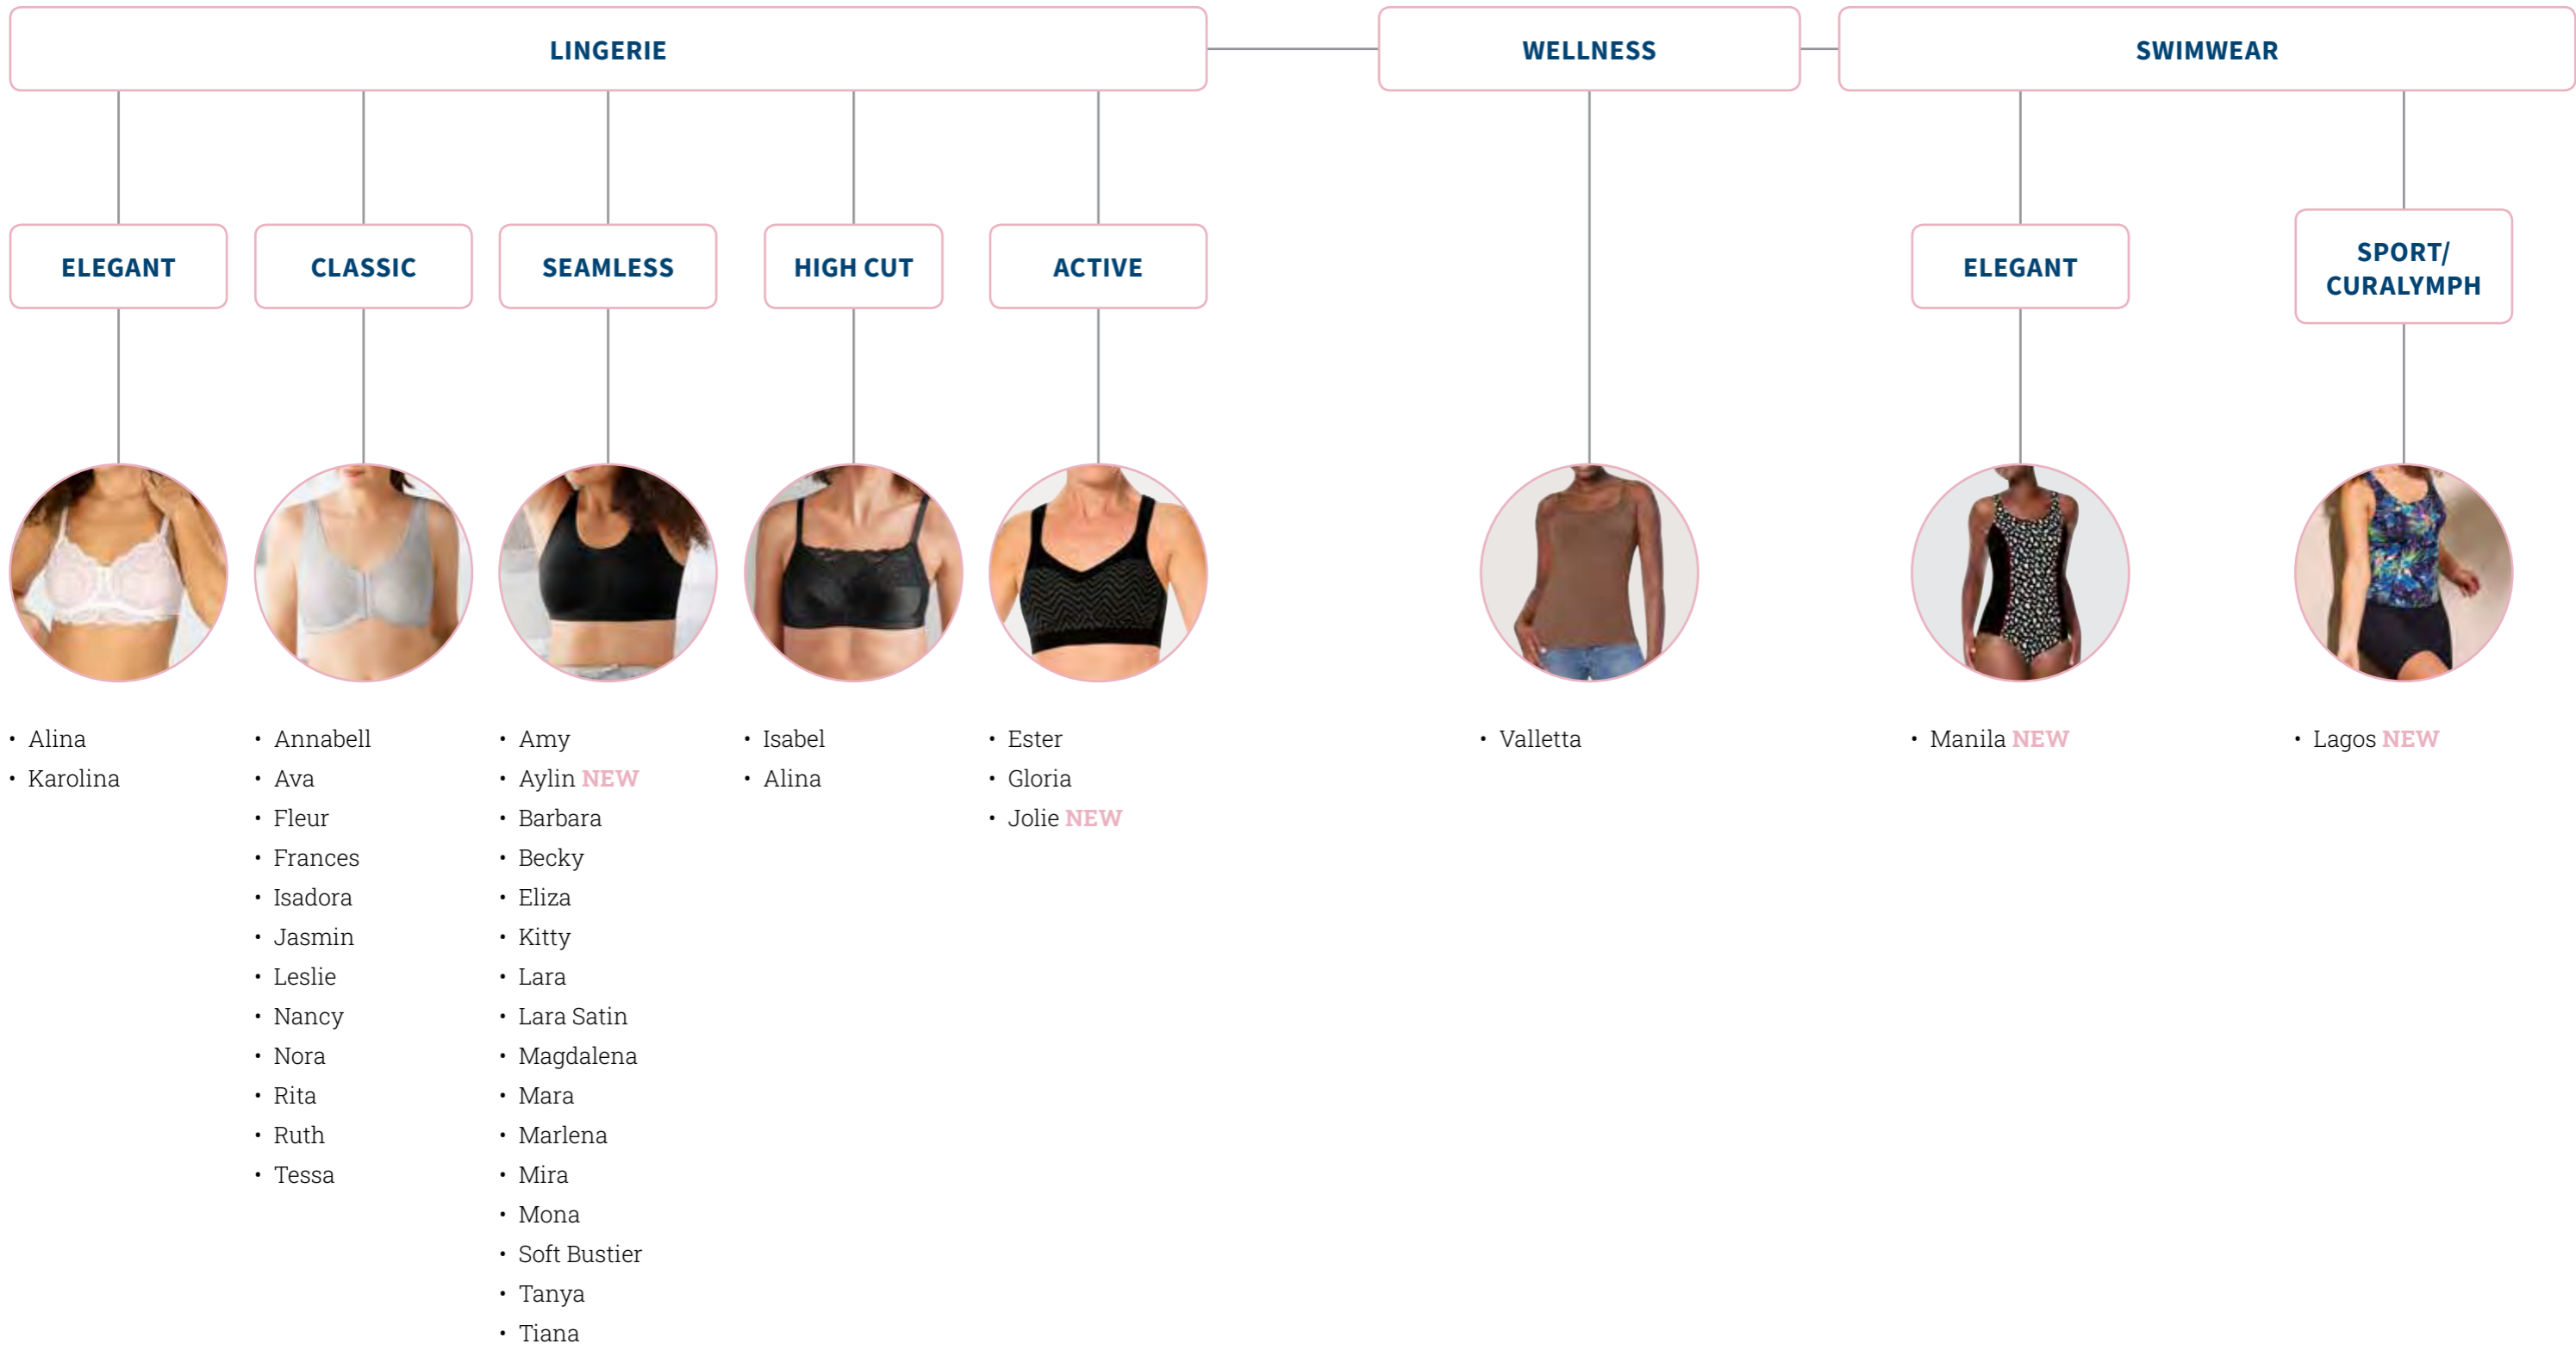 LINGERIE
WELLNESS
SWIMWEAR
ELEGANT
CLASSIC
SEAMLESS
HIGH CUT
ACTIVE
ELEGANT
SPORT/
CURALYMPH
• Alina
• Karolina
• Annabell
• Ava
• Fleur
• Frances
• Isadora
• Jasmin
• Leslie
• Nancy
• Nora
• Rita
• Ruth
• Tessa
• Amy
• Aylin NEW
• Barbara
• Becky
• Eliza
• Kitty
• Lara
• Lara Satin
• Magdalena
• Mara
• Marlena
• Mira
• Mona
• Soft Bustier
• Tanya
• Tiana
• Isabel
• Alina
• Ester
• Gloria
• Jolie NEW
• Valletta
• Manila NEW
• Lagos NEW